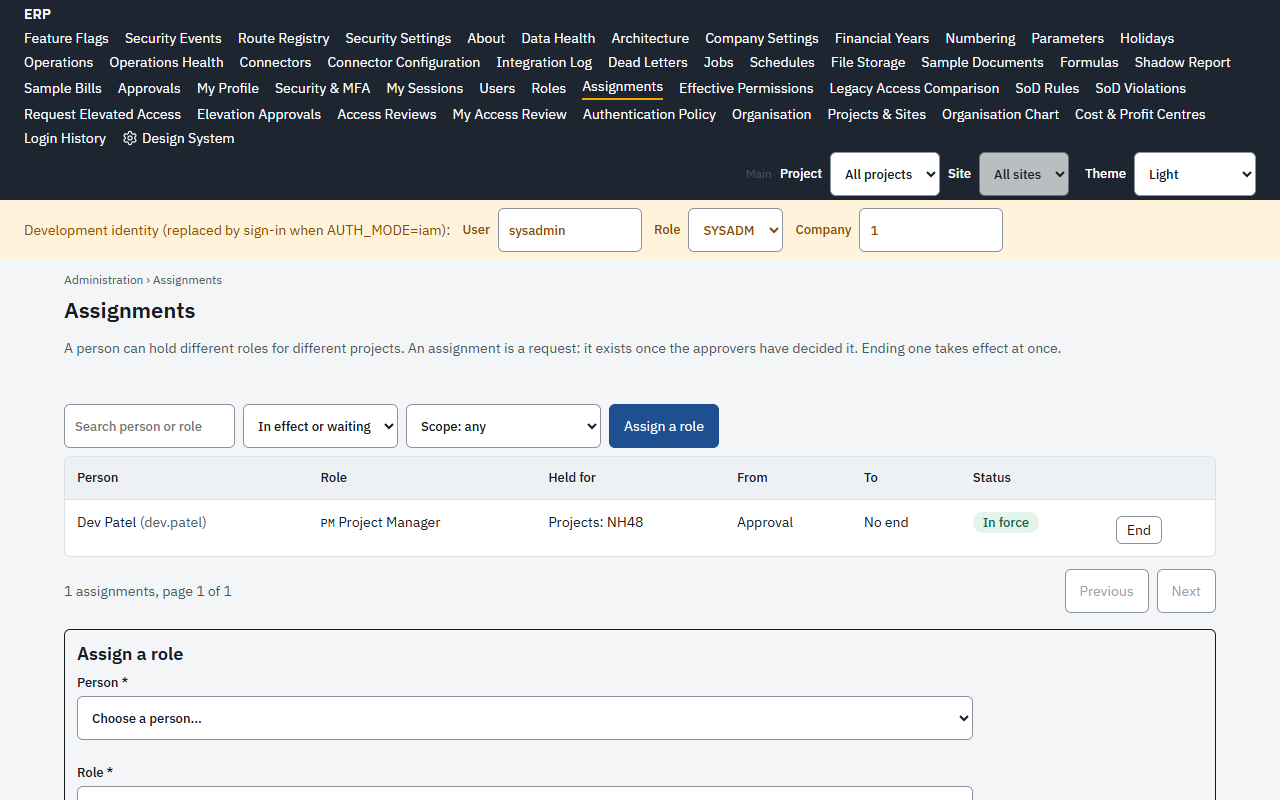 ERP
Feature Flags Security Events Route Registry Security Settings About Data Health Architecture Company Settings Financial Years Numbering Parameters Holidays
Operations Operations Health Connectors Connector Configuration Integration Log Dead Letters Jobs Schedules File Storage Sample Documents Formulas Shadow Report
Sample Bills Approvals My Profile Security & MFA My Sessions Users Roles Assignments Effective Permissions Legacy Access Comparison SoD Rules SoD Violations
Request Elevated Access Elevation Approvals Access Reviews My Access Review Authentication Policy Organisation Projects & Sites Organisation Chart Cost & Profit Centres
Login History Design System
Main Project All projects Site All sites Theme Light
Development identity (replaced by sign-in when AUTH_MODE=iam): User sysadmin Role SYSADM Company 1
Administration › Assignments
Assignments
A person can hold different roles for different projects. An assignment is a request: it exists once the approvers have decided it. Ending one takes effect at once.
Search person or role In effect or waiting Scope: any Assign a role
Person Role Held for From To Status
Dev Patel (dev.patel) PM Project Manager Projects: NH48 Approval No end In force End
1 assignments, page 1 of 1 Previous Next
Assign a role
Person *
Choose a person...
Role *